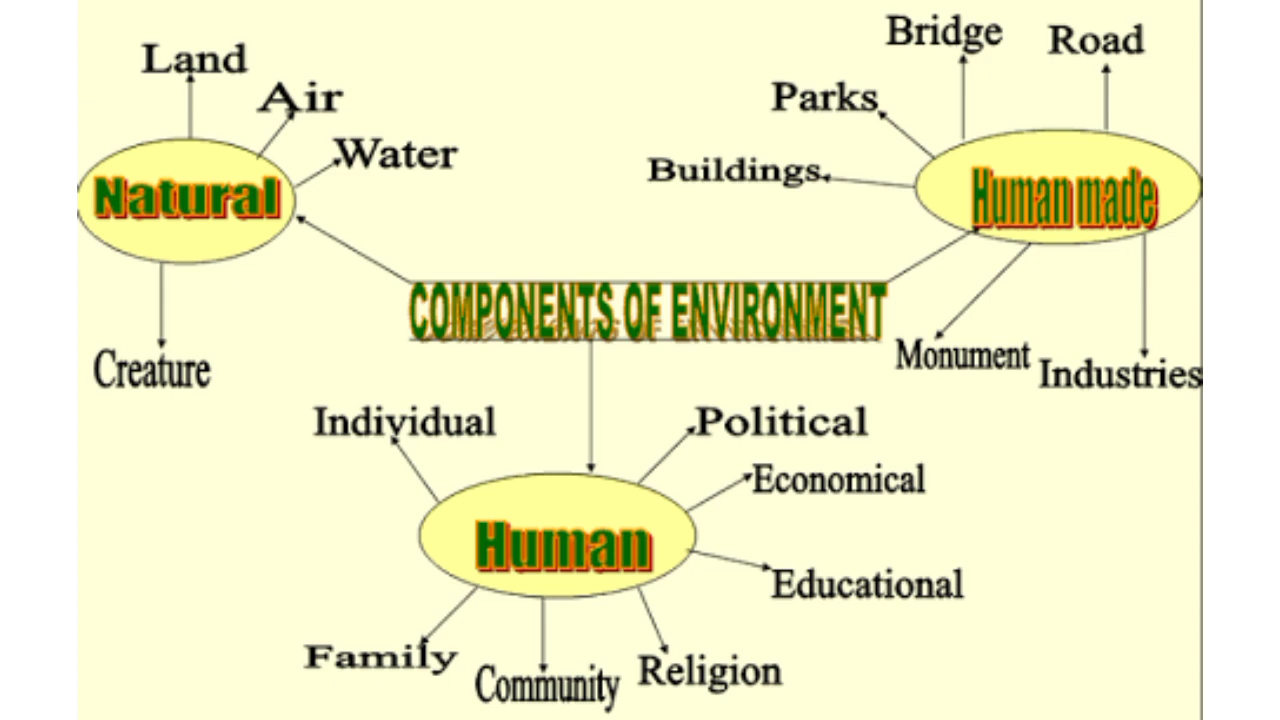 Bridge
Road
Land
Air
Parks
Water
Buildings
Natural
Human made
COMPONENTS OF ENVIRONMENT
Creature
Monument
Industries
Individual
Political
Economical
Human
Educational
Family
Community
Religion